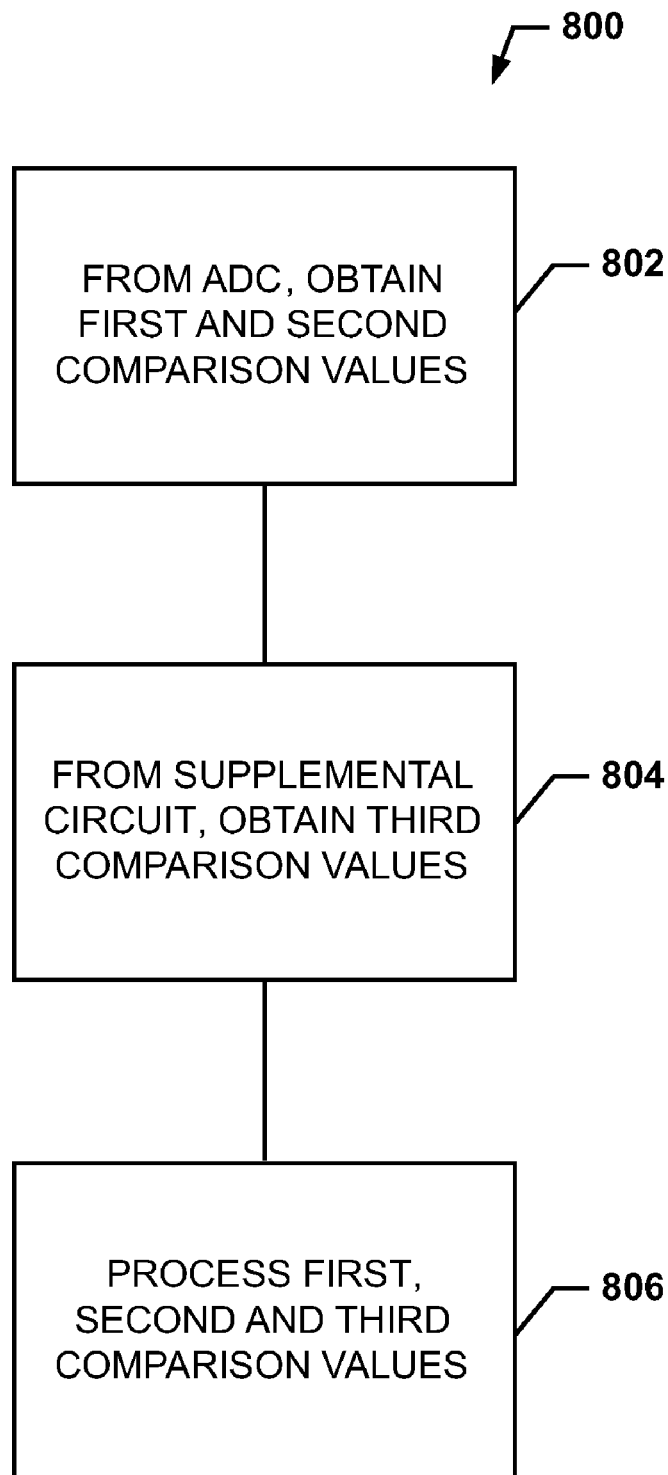 800
FROM ADC, OBTAIN
FIRST AND SECOND
COMPARISON VALUES
802
FROM SUPPLEMENTAL
CIRCUIT, OBTAIN THIRD
COMPARISON VALUES
804
PROCESS FIRST,
SECOND AND THIRD
COMPARISON VALUES
806